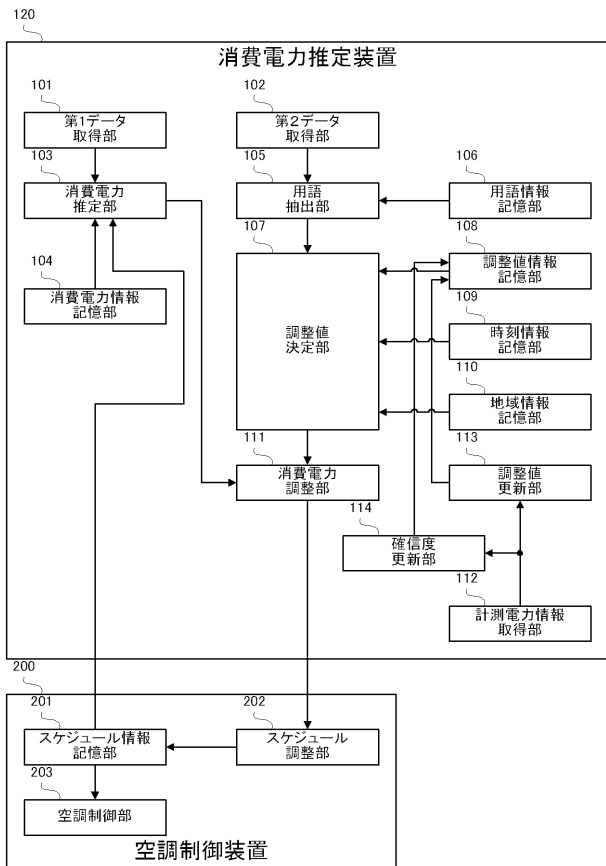 120
消費電力推定装置
101
第1データ
取得部
102
第2データ
取得部
103
消費電力
推定部
105
用語
抽出部
106
用語情報
記憶部
107
調整値
決定部
108
調整値情報
記憶部
104
消費電力情報
記憶部
109
時刻情報
記憶部
110
地域情報
記憶部
111
消費電力
調整部
113
調整値
更新部
114
確信度
更新部
112
計測電力情報
取得部
200
201
スケジュール情報
記憶部
202
スケジュール
調整部
203
空調制御部
空調制御装置